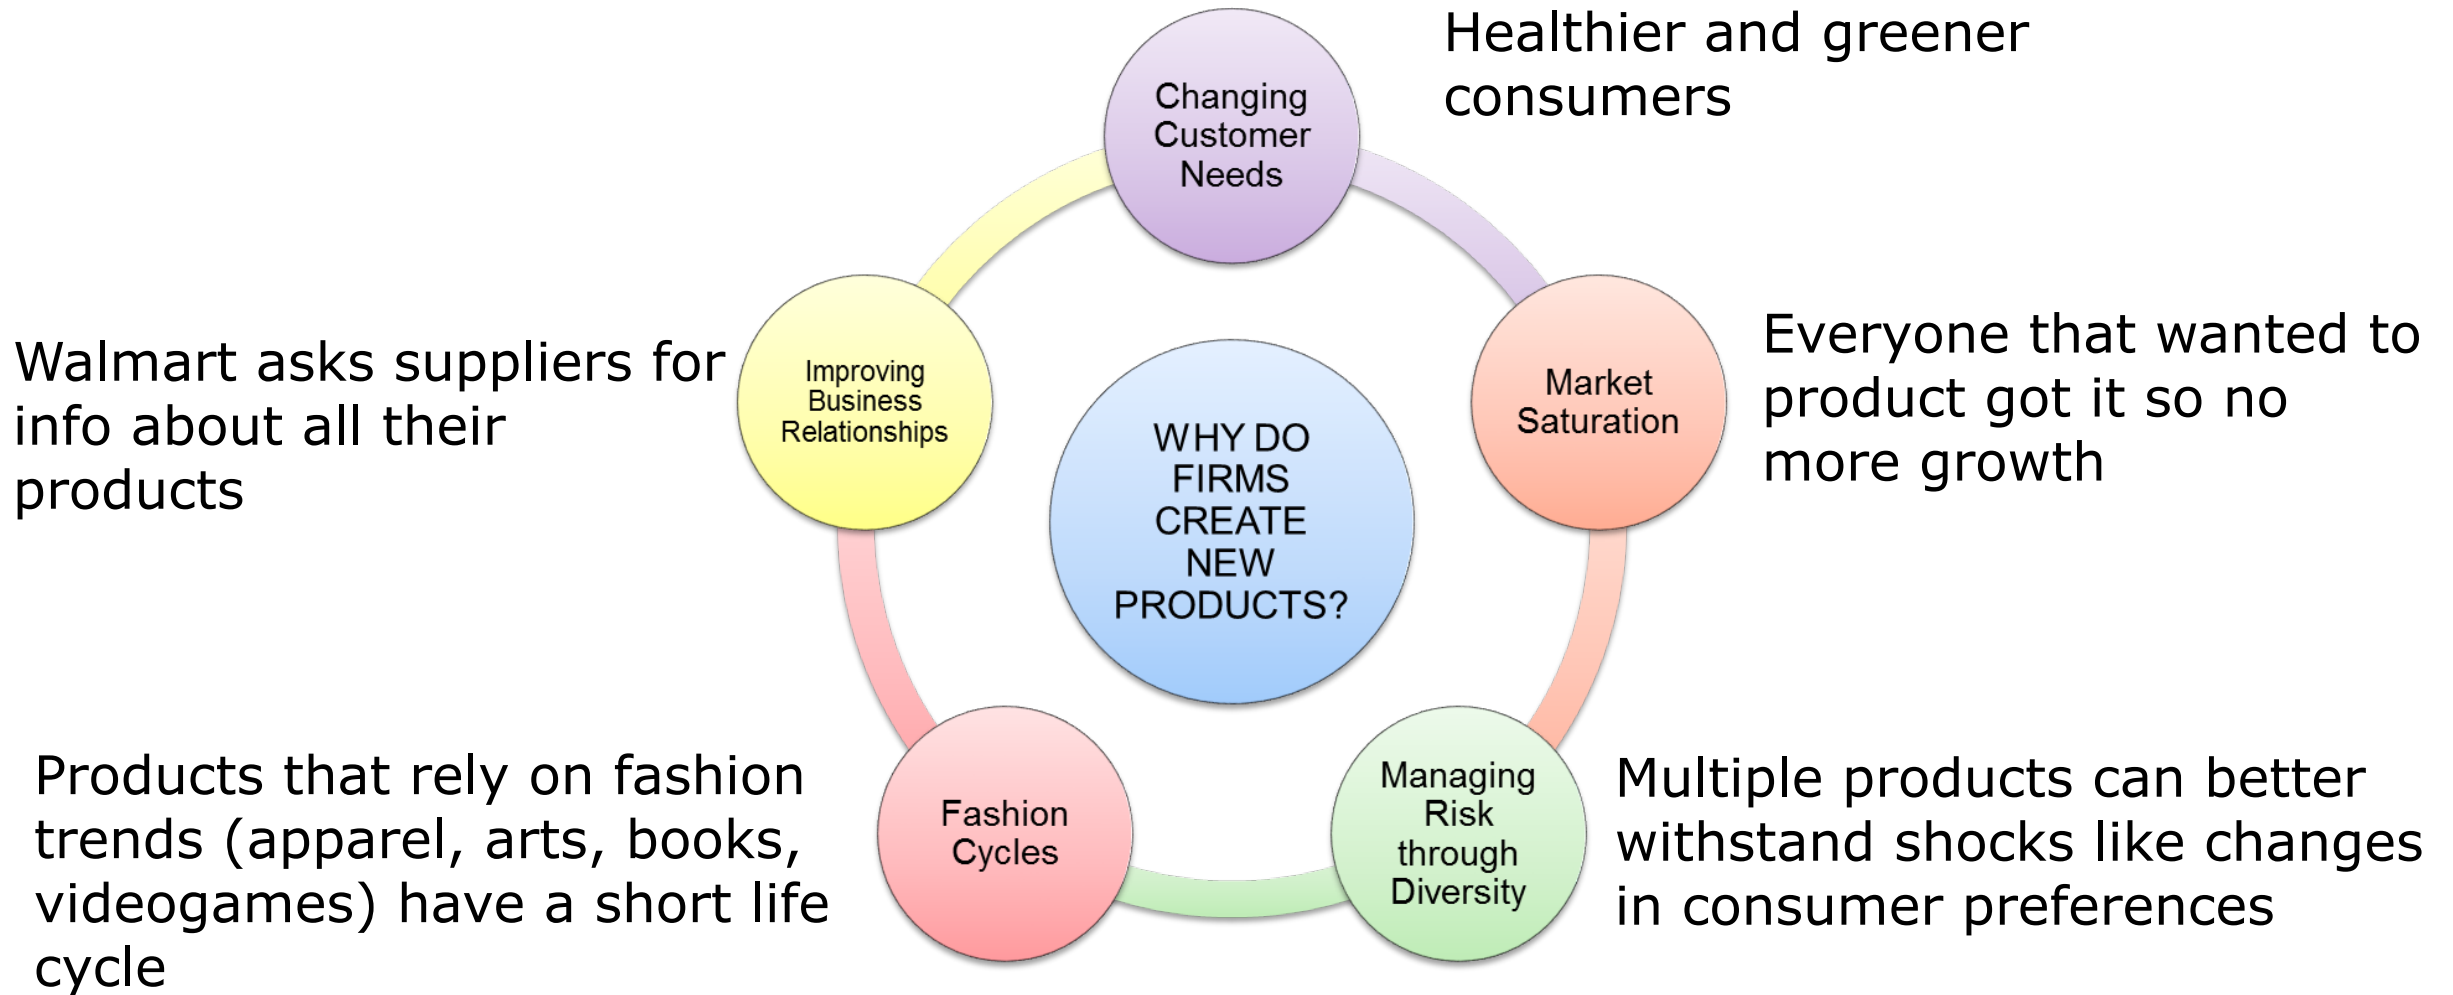 Changing
Customer
Needs
Healthier and greener
consumers
Market
Saturation
Everyone that wanted to
product got it so no
more growth
Managing
Risk
through
Diversity
Multiple products can better
withstand shocks like changes
in consumer preferences
Fashion
Cycles
Products that rely on fashion
trends (apparel, arts, books,
videogames) have a short life
cycle
Improving
Business
Relationships
Walmart asks suppliers for
info about all their
products
WHY DO
FIRMS
CREATE
NEW
PRODUCTS?